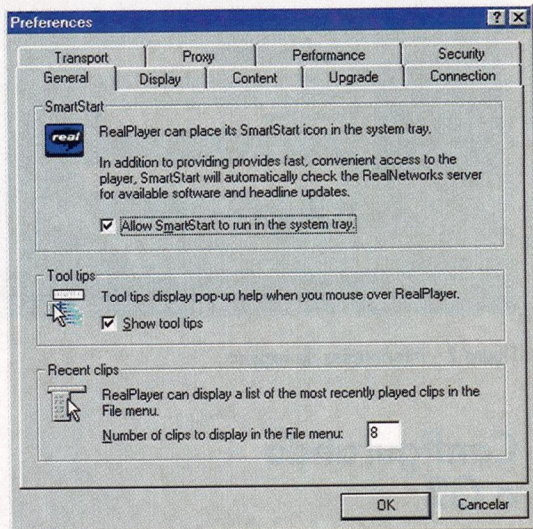 Preferences
Transport Proxy Performance Security
General Display Content Upgrade Connection
SmartStart
real
RealPlayer can place its SmartStart icon in the system tray.
In addition to providing provides fast, convenient access to the
player, SmartStart will automatically check the RealNetworks server
for available software and headline updates.
Allow SmartStart to run in the system tray.
Tool tips
Tool tips display pop-up help when you mouse over RealPlayer.
Show tool tips
Recent clips
RealPlayer can display a list of the most recently played clips in the
File menu.
Number of clips to display in the File menu: 8
OK Cancelar